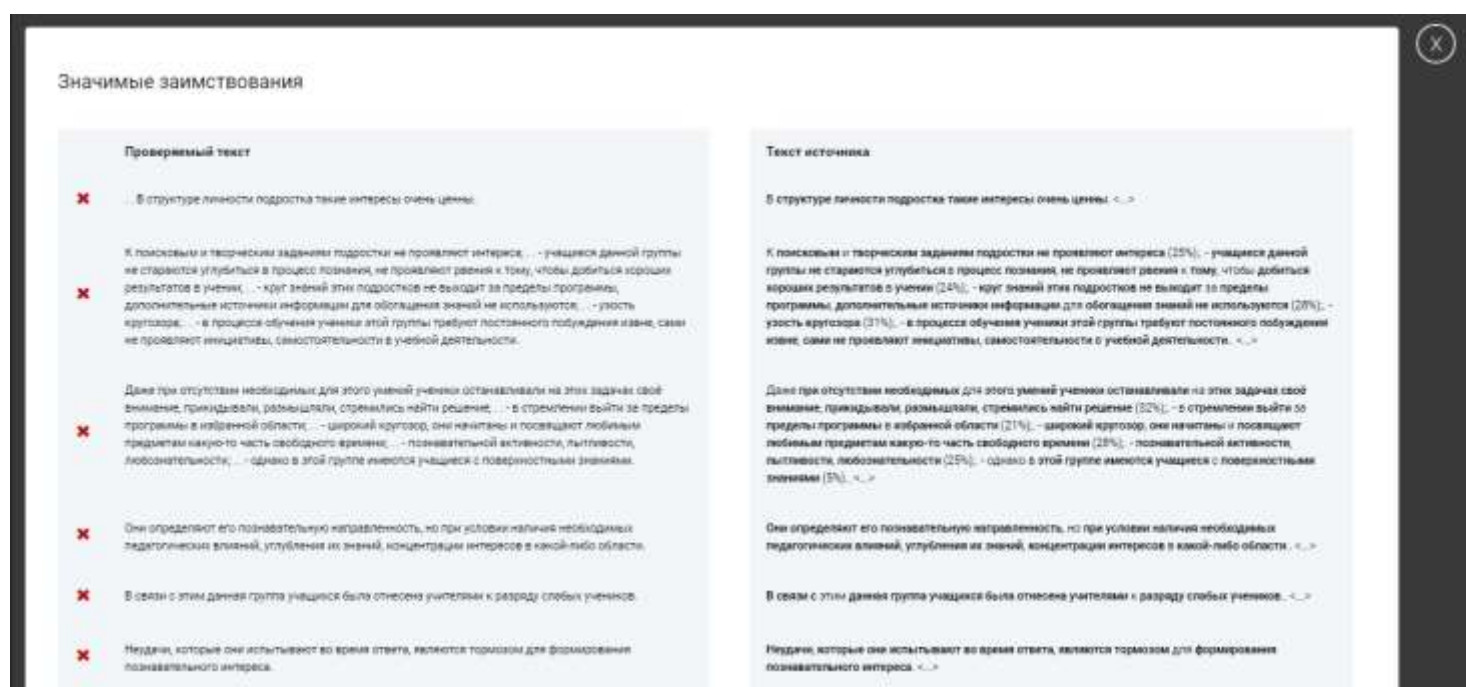 X
Значимые заимствования
Проверяемый текст
... В структуре личности подростка такие интересы очень ценны.
К поисковым и творческим заданиям подростки не проявляют интереса; ... - учащиеся данной группы
не стараются углубиться в процесс познания, не проявляют рвения к тому, чтобы добиться хороших
результатов в учении; ... - круг знаний этих подростков не выходит за пределы программы,
дополнительные источники информации для обогащения знаний не используются; ... - узость
кругозора; ... - в процессе обучения ученики этой группы требуют постоянного побуждения извне, сами
не проявляют инициативы, самостоятельности в учебной деятельности.
Даже при отсутствии необходимых для этого умений ученики останавливали на этих задачах своё
внимание, прикидывали, размышляли, стремились найти решение; ... - в стремлении выйти за пределы
программы в избранной области; ... - широкий кругозор, они начитаны и посвящают любимым
предметам какую-то часть свободного времени; ... - познавательной активности, пытливости,
любознательности; ... - однако в этой группе имеются учащиеся с поверхностными знаниями.
Они определяют его познавательную направленность, но при условии наличия необходимых
педагогических влияний, углубления их знаний, концентрации интересов в какой-либо области.
В связи с этим данная группа учащихся была отнесена учителями к разряду слабых учеников.
Неудачи, которые они испытывают во время ответа, являются тормозом для формирования
познавательного интереса.
Текст источника
В структуре личности подростка такие интересы очень ценны. <...>
К поисковым и творческим заданиям подростки не проявляют интереса (25%); - учащиеся данной
группы не стараются углубиться в процесс познания, не проявляют рвения к тому, чтобы добиться
хороших результатов в учении (24%); - круг знаний этих подростков не выходит за пределы
программы, дополнительные источники информации для обогащения знаний не используются (28%); -
узость кругозора (31%); - в процессе обучения ученики этой группы требуют постоянного побуждения
извне, сами не проявляют инициативы, самостоятельности в учебной деятельности.. <...>
Даже при отсутствии необходимых для этого умений ученики останавливали на этих задачах своё
внимание, прикидывали, размышляли, стремились найти решение (32%); - в стремлении выйти за
пределы программы в избранной области (21%); - широкий кругозор, они начитаны и посвящают
любимым предметам какую-то часть свободного времени (28%); - познавательной активности,
пытливости, любознательности (25%); - однако в этой группе имеются учащиеся с поверхностными
знаниями (5%).. <...>
Они определяют его познавательную направленность, но при условии наличия необходимых
педагогических влияний, углубления их знаний, концентрации интересов в какой-либо области.. <...>
В связи с этим данная группа учащихся была отнесена учителями к разряду слабых учеников.. <...>
Неудачи, которые они испытывают во время ответа, являются тормозом для формирования
познавательного интереса. <...>